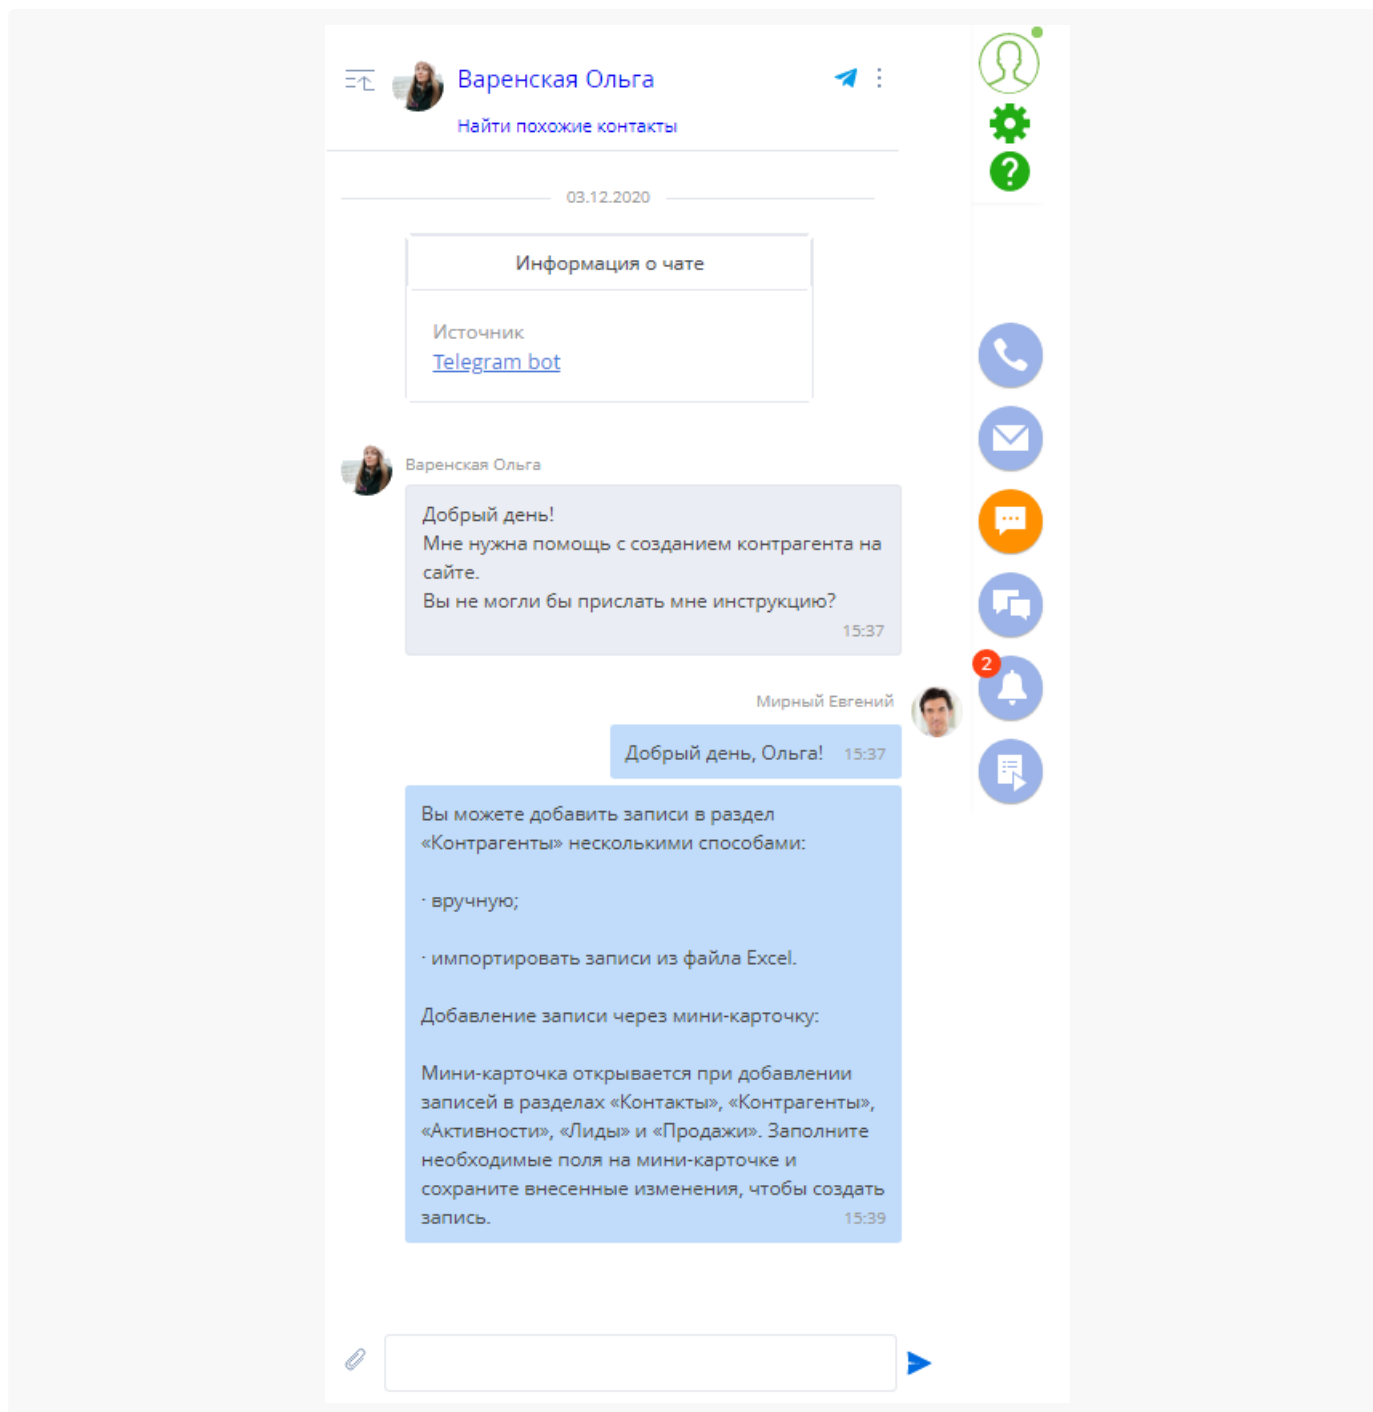 Варенская Ольга
Найти похожие контакты
03.12.2020
Информация о чате
Источник
Telegram bot
Варенская Ольга
Добрый день!
Мне нужна помощь с созданием контрагента на
сайте.
Вы не могли бы прислать мне инструкцию?
15:37
2
Мирный Евгений
Добрый день, Ольга! 15:37
Вы можете добавить записи в раздел
«Контрагенты» несколькими способами:
· вручную;
· импортировать записи из файла Excel.
Добавление записи через мини-карточку:
Мини-карточка открывается при добавлении
записей в разделах «Контакты», «Контрагенты»,
«Активности», «Лиды» и «Продажи». Заполните
необходимые поля на мини-карточке и
сохраните внесенные изменения, чтобы создать
запись. 15:39